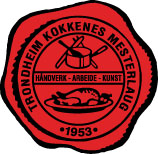 TRONDHEIM KOKKENES MESTERLAUG
HÅNDVERK - ARBEIDE - KUNST
• 1953 •